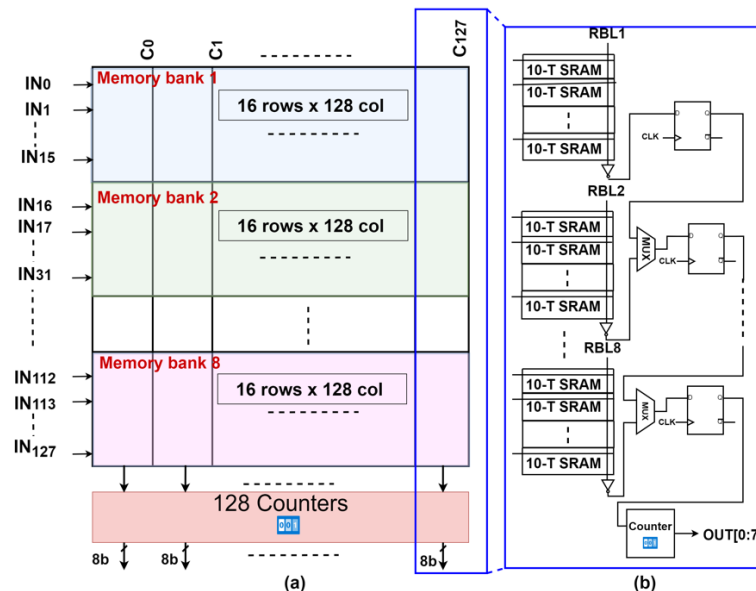 C0
C1
C127
Memory bank 1
IN0
IN1
IN15
16 rows x 128 col
Memory bank 2
IN16
IN17
IN31
16 rows x 128 col
Memory bank 8
IN112
IN113
IN127
16 rows x 128 col
128 Counters
8b
8b
8b
(a)
RBL1
10-T SRAM
10-T SRAM
10-T SRAM
D
Q
CLK
RBL2
10-T SRAM
10-T SRAM
10-T SRAM
MUX
D
Q
CLK
RBL8
10-T SRAM
10-T SRAM
10-T SRAM
MUX
D
Q
CLK
Counter
OUT[0:7
(b)